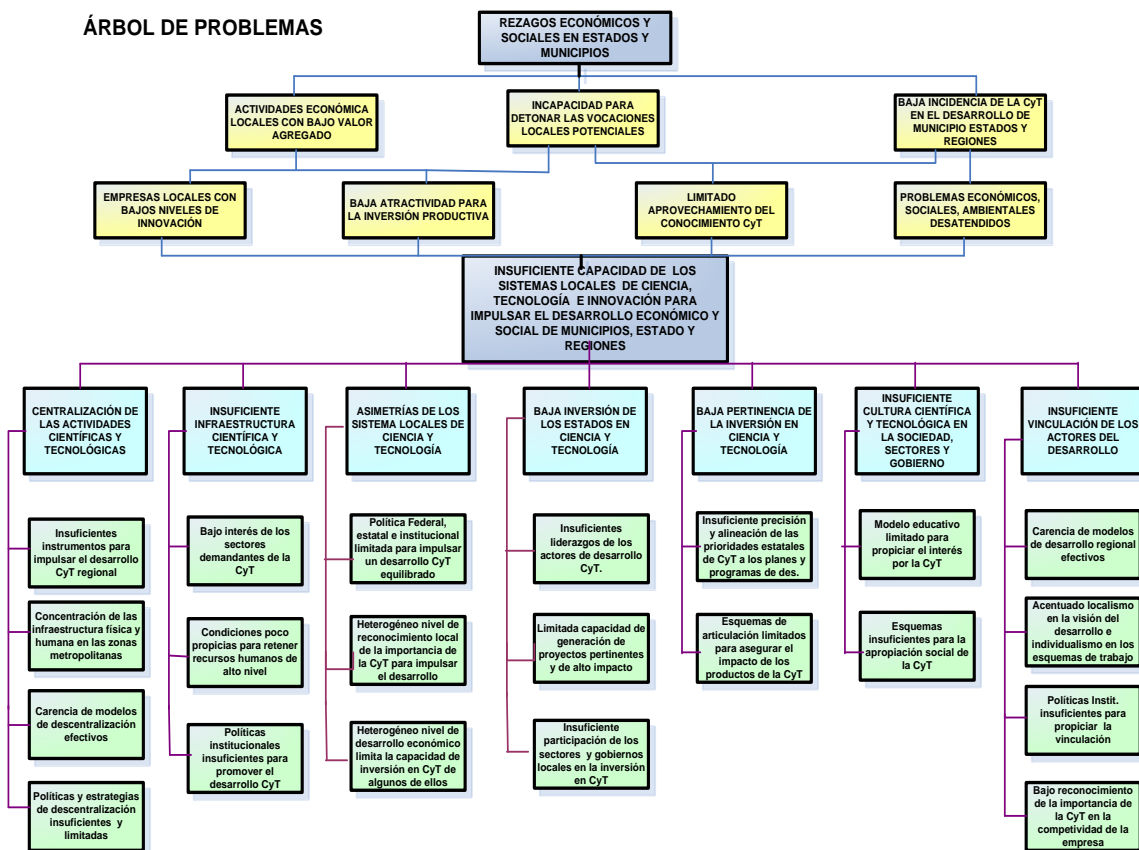 ÁRBOL DE PROBLEMAS
REZAGOS ECONÓMICOS Y
SOCIALES EN ESTADOS Y
MUNICIPIOS
ACTIVIDADES ECONÓMICA
LOCALES CON BAJO VALOR
AGREGADO
INCAPACIDAD PARA
DETONAR LAS VOCACIONES
LOCALES POTENCIALES
BAJA INCIDENCIA DE LA CyT
EN EL DESARROLLO DE
MUNICIPIO ESTADOS Y
REGIONES
EMPRESAS LOCALES CON
BAJOS NIVELES DE
INNOVACIÓN
BAJA ATRACTIVIDAD PARA
LA INVERSIÓN PRODUCTIVA
LIMITADO
APROVECHAMIENTO DEL
CONOCIMIENTO CyT
PROBLEMAS ECONÓMICOS,
SOCIALES, AMBIENTALES
DESATENDIDOS
INSUFICIENTE CAPACIDAD DE LOS
SISTEMAS LOCALES DE CIENCIA,
TECNOLOGÍA E INNOVACIÓN PARA
IMPULSAR EL DESARROLLO ECONÓMICO Y
SOCIAL DE MUNICIPIOS, ESTADO Y
REGIONES
CENTRALIZACIÓN DE
LAS ACTIVIDADES
CIENTÍFICAS Y
TECNOLÓGICAS
INSUFICIENTE
INFRAESTRUCTURA
CIENTÍFICA Y
TECNOLÓGICA
ASIMETRÍAS DE LOS
SISTEMA LOCALES DE
CIENCIA Y
TECNOLOGÍA
BAJA INVERSIÓN DE
LOS ESTADOS EN
CIENCIA Y
TECNOLOGÍA
BAJA PERTINENCIA DE
LA INVERSIÓN EN
CIENCIA Y
TECNOLOGÍA
INSUFICIENTE
CULTURA CIENTÍFICA
Y TECNOLÓGICA EN
LA SOCIEDAD,
SECTORES Y
GOBIERNO
INSUFICIENTE
VINCULACIÓN DE LOS
ACTORES DEL
DESARROLLO
Insuficientes
instrumentos para
impulsar el desarrollo
CyT regional
Concentración de las
infraestructura física y
humana en las zonas
metropolitanas
Carencia de modelos
de descentralización
efectivos
Políticas y estrategias
de descentralización
insuficientes y
limitadas
Bajo interés de los
sectores
demandantes de la
CyT
Condiciones poco
propicias para retener
recursos humanos de
alto nivel
Políticas
institucionales
insuficientes para
promover el
desarrollo CyT
Política Federal,
estatal e institucional
limitada para impulsar
un desarrollo CyT
equilibrado
Heterogéneo nivel de
reconocimiento local
de la importancia de
la CyT para impulsar
el desarrollo
Heterogéneo nivel de
desarrollo económico
limita la capacidad de
inversión en CyT de
algunos de ellos
Insuficientes
liderazgos de los
actores de desarrollo
CyT.
Limitada capacidad de
generación de
proyectos pertinentes
y de alto impacto
Insuficiente
participación de los
sectores y gobiernos
locales en la inversión
en CyT
Insuficiente precisión
y alineación de las
prioridades estatales
de CyT a los planes y
programas de des.
Esquemas de
articulación limitados
para asegurar el
impacto de los
productos de la CyT
Modelo educativo
limitado para
propiciar el interés
por la CyT
Esquemas
insuficientes para la
apropiación social de
la CyT
Carencia de modelos
de desarrollo regional
efectivos
Acentuado localismo
en la visión del
desarrollo e
individualismo en los
esquemas de trabajo
Políticas Instit.
insuficientes para
propiciar la
vinculación
Bajo reconocimiento
de la importancia de
la CyT en la
competividad de la
empresa